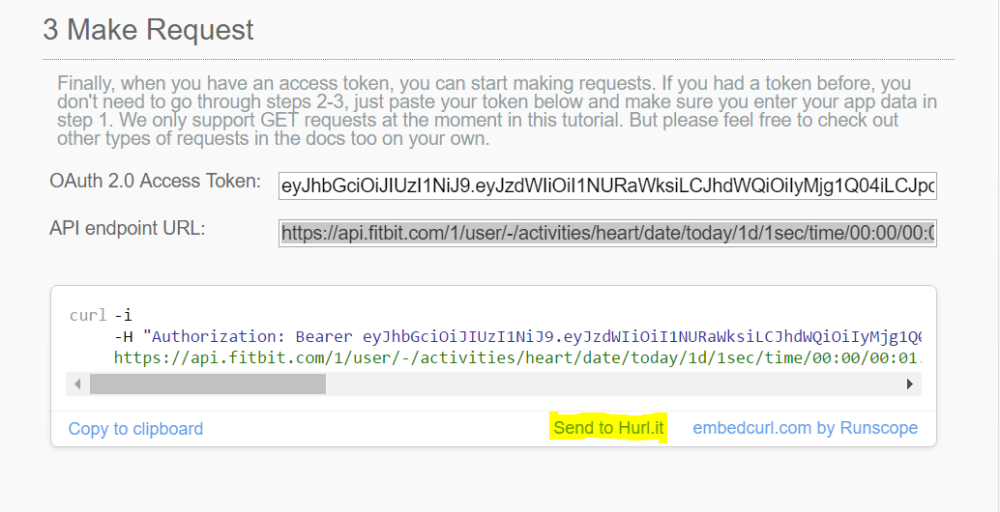 3 Make Request
Finally, when you have an access token, you can start making requests. If you had a token before, you
don't need to go through steps 2-3, just paste your token below and make sure you enter your app data in
step 1. We only support GET requests at the moment in this tutorial. But please feel free to check out
other types of requests in the docs too on your own.
OAuth 2.0 Access Token: eyJhbGciOiJIUzI1NiJ9.eyJzdWIiOiI1NURaWksiLCJhdWQiOiIyMjg1Q04iLCJpc
API endpoint URL: https://api.fitbit.com/1/user/-/activities/heart/date/today/1d/1sec/time/00:00/00:0
curl -i
-H "Authorization: Bearer eyJhbGciOiJIUzI1NiJ9.eyJzdWIiOiI1NURaWksiLCJhdWQiOiIyMjg1Q0
https://api.fitbit.com/1/user/-/activities/heart/date/today/1d/1sec/time/00:00/00:01.
Copy to clipboard Send to Hurl.it embedcurl.com by Runscope